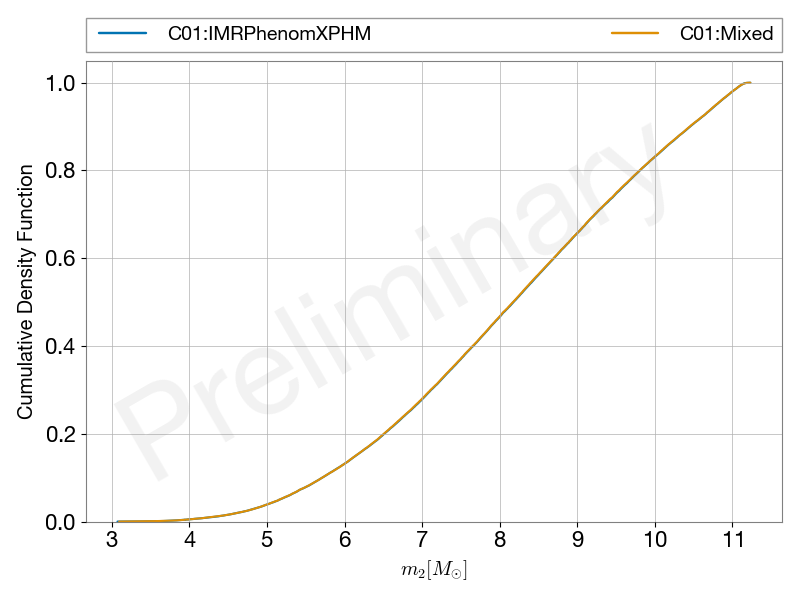 C01:IMRPhenomXPHM C01:Mixed
1.0
0.8
0.6
0.4
0.2
0.0
Cumulative Density Function
Preliminary
3 4 5 6 7 8 9 10 11
m₂[M⊙]